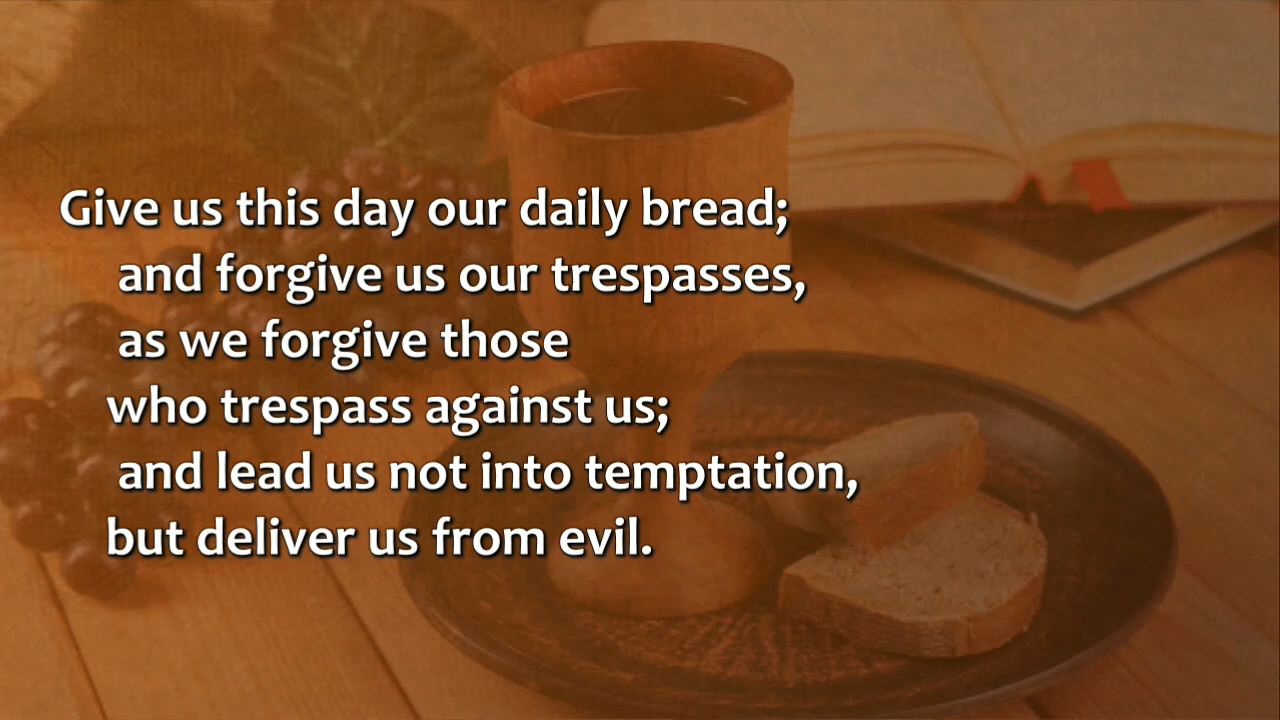 Give us this day our daily bread;
and forgive us our trespasses,
as we forgive those
who trespass against us;
and lead us not into temptation,
but deliver us from evil.